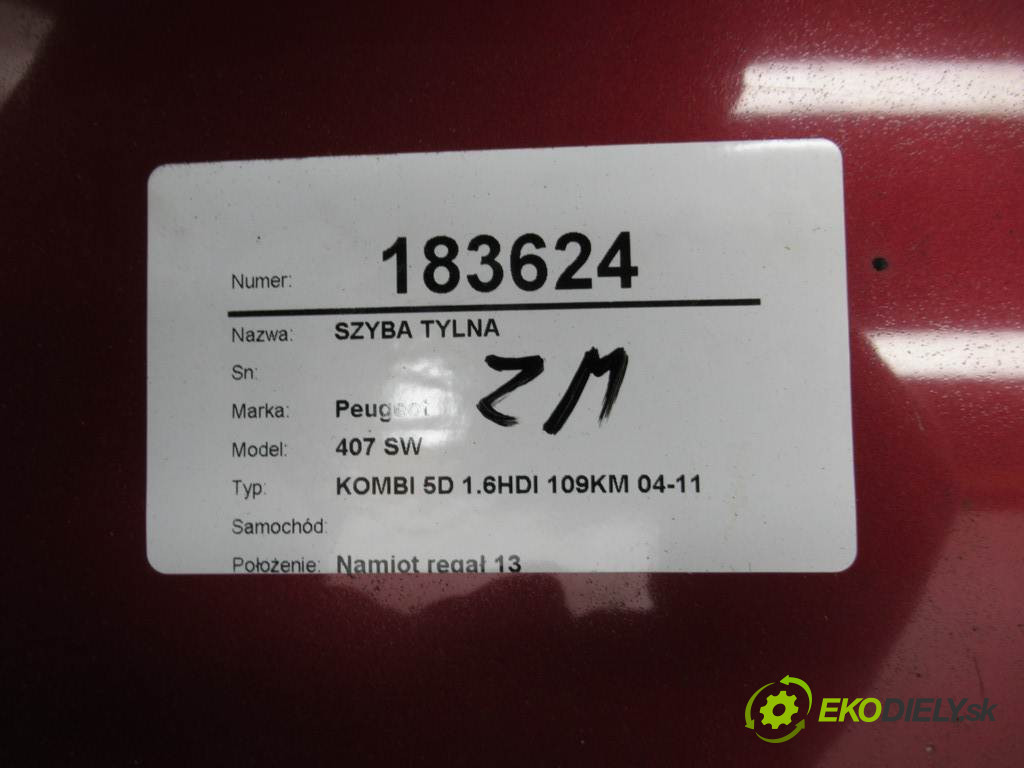 Numer: 183624
Nazwa: SZYBA TYLNA
Sn:
ZM
Marka: Peugeot
Model: 407 SW
Typ: KOMBI 5D 1.6HDI 109KM 04-11
Samochód:
Położenie: Namiot regał 13
EKODIELY.sk